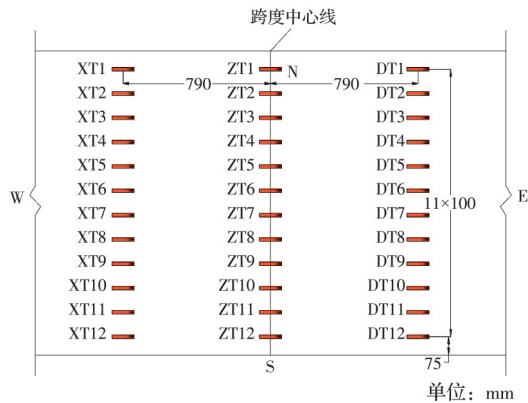 跨度中心线
XT1 ZT1 N DT1
790 790
XT2 ZT2 DT2
XT3 ZT3 DT3
XT4 ZT4 DT4
XT5 ZT5 DT5
XT6 ZT6 DT6
W E
XT7 ZT7 DT7 11×100
XT8 ZT8 DT8
XT9 ZT9 DT9
XT10 ZT10 DT10
XT11 ZT11 DT11
XT12 ZT12 DT12
S 75
单位：mm